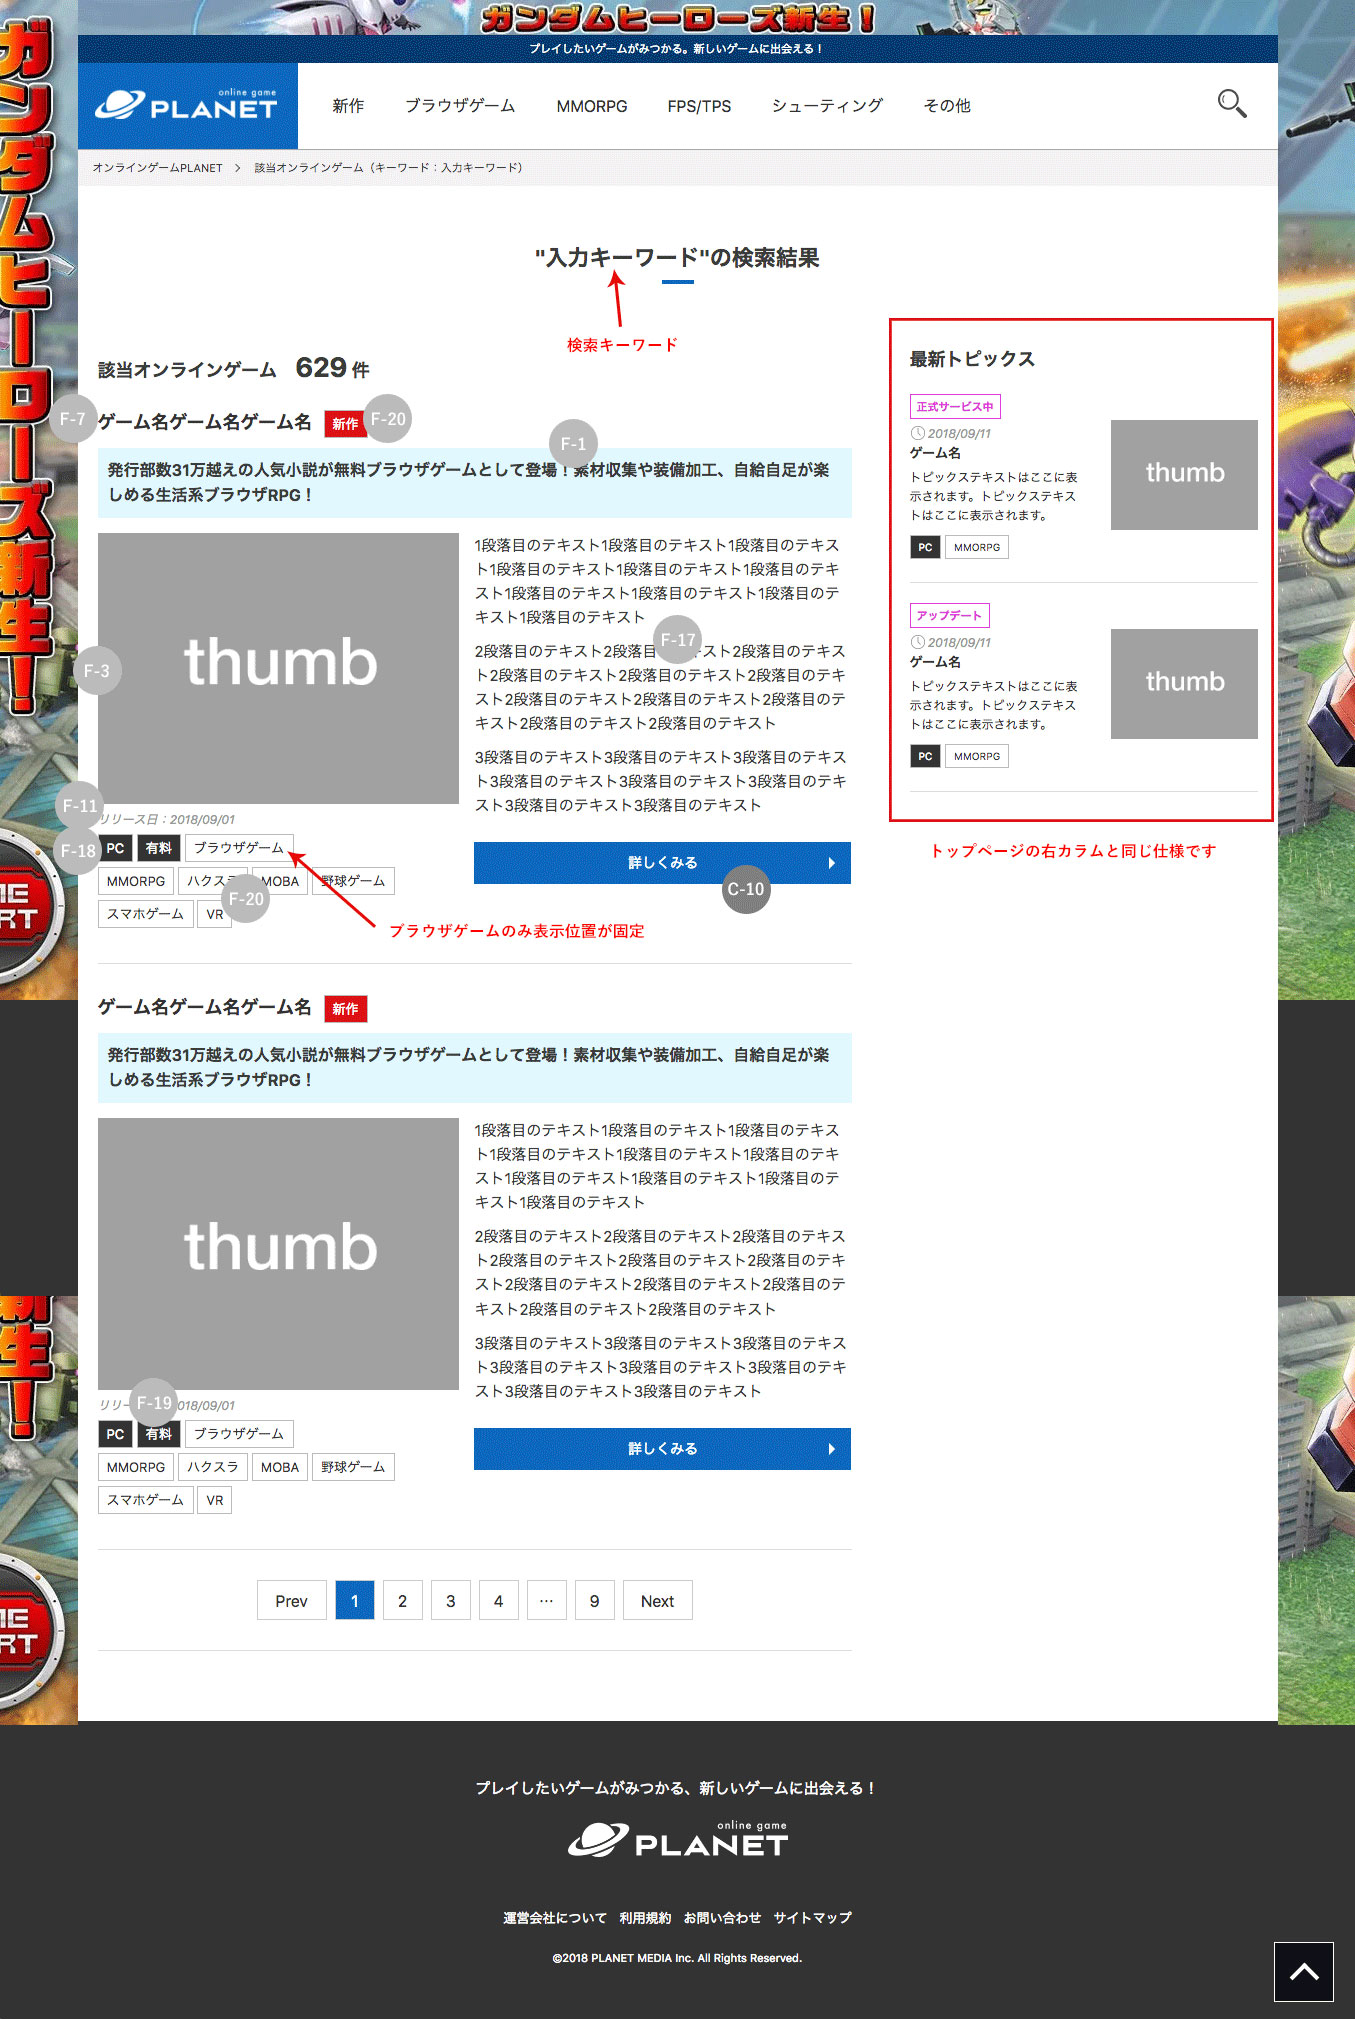 ガンダムヒーローズ新生！
ガンダムヒーローズ新生！
プレイしたいゲームがみつかる。新しいゲームに出会える！
online game
PLANET
新作
ブラウザゲーム
MMORPG
FPS/TPS
シューティング
その他
オンラインゲームPLANET > 該当オンラインゲーム（キーワード：入力キーワード）
"入力キーワード"の検索結果
検索キーワード
該当オンラインゲーム 629 件
F-7
ゲーム名ゲーム名ゲーム名
新作
F-20
F-1
発行部数31万越えの人気小説が無料ブラウザゲームとして登場！素材収集や装備加工、自給自足が楽
しめる生活系ブラウザRPG！
thumb
F-3
1段落目のテキスト1段落目のテキスト1段落目のテキス
ト1段落目のテキスト1段落目のテキスト1段落目のテキ
スト1段落目のテキスト1段落目のテキスト1段落目のテ
キスト1段落目のテキスト
F-17
2段落目のテキスト2段落目 スト2段落目のテキス
ト2段落目のテキスト2段落目のテキスト2段落目のテキ
スト2段落目のテキスト2段落目のテキスト2段落目のテ
キスト2段落目のテキスト2段落目のテキスト
3段落目のテキスト3段落目のテキスト3段落目のテキス
ト3段落目のテキスト3段落目のテキスト3段落目のテキ
スト3段落目のテキスト3段落目のテキスト
F-11
リリース日：2018/09/01
F-18
PC
有料
ブラウザゲーム
MMORPG
ハクスラ
MOBA
野球ゲーム
F-20
スマホゲーム
VR
詳しくみる
C-10
ブラウザゲームのみ表示位置が固定
最新トピックス
正式サービス中
2018/09/11
ゲーム名
トピックステキストはここに表
示されます。トピックステキス
トはここに表示されます。
PC
MMORPG
thumb
アップデート
2018/09/11
ゲーム名
トピックステキストはここに表
示されます。トピックステキス
トはここに表示されます。
PC
MMORPG
thumb
トップページの右カラムと同じ仕様です
ゲーム名ゲーム名ゲーム名
新作
発行部数31万越えの人気小説が無料ブラウザゲームとして登場！素材収集や装備加工、自給自足が楽
しめる生活系ブラウザRPG！
thumb
1段落目のテキスト1段落目のテキスト1段落目のテキス
ト1段落目のテキスト1段落目のテキスト1段落目のテキ
スト1段落目のテキスト1段落目のテキスト1段落目のテ
キスト1段落目のテキスト
2段落目のテキスト2段落目のテキスト2段落目のテキス
ト2段落目のテキスト2段落目のテキスト2段落目のテキ
スト2段落目のテキスト2段落目のテキスト2段落目のテ
キスト2段落目のテキスト2段落目のテキスト
3段落目のテキスト3段落目のテキスト3段落目のテキス
ト3段落目のテキスト3段落目のテキスト3段落目のテキ
スト3段落目のテキスト3段落目のテキスト
F-19
リリー 018/09/01
PC
有料
ブラウザゲーム
MMORPG
ハクスラ
MOBA
野球ゲーム
スマホゲーム
VR
詳しくみる
新生！
Prev
1
2
3
4
…
9
Next
プレイしたいゲームがみつかる、新しいゲームに出会える！
online game
PLANET
運営会社について 利用規約 お問い合わせ サイトマップ
©2018 PLANET MEDIA Inc. All Rights Reserved.